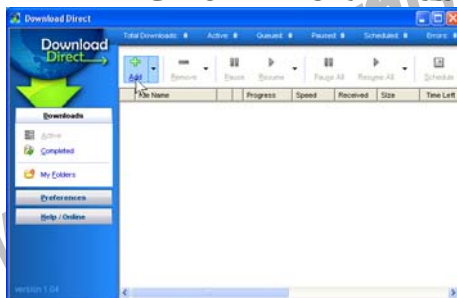 Download Direct
Total Downloads: 0 Active: 0 Queued: 0 Paused: 0 Scheduled: 0 Errors: 0
Download
Direct
Add Remove Pause Resume Pause All Resume All Schedule
File Name Progress Speed Received Size Time Left
Downloads
Active
Completed
My Folders
Preferences
Help / Online
version 1.04